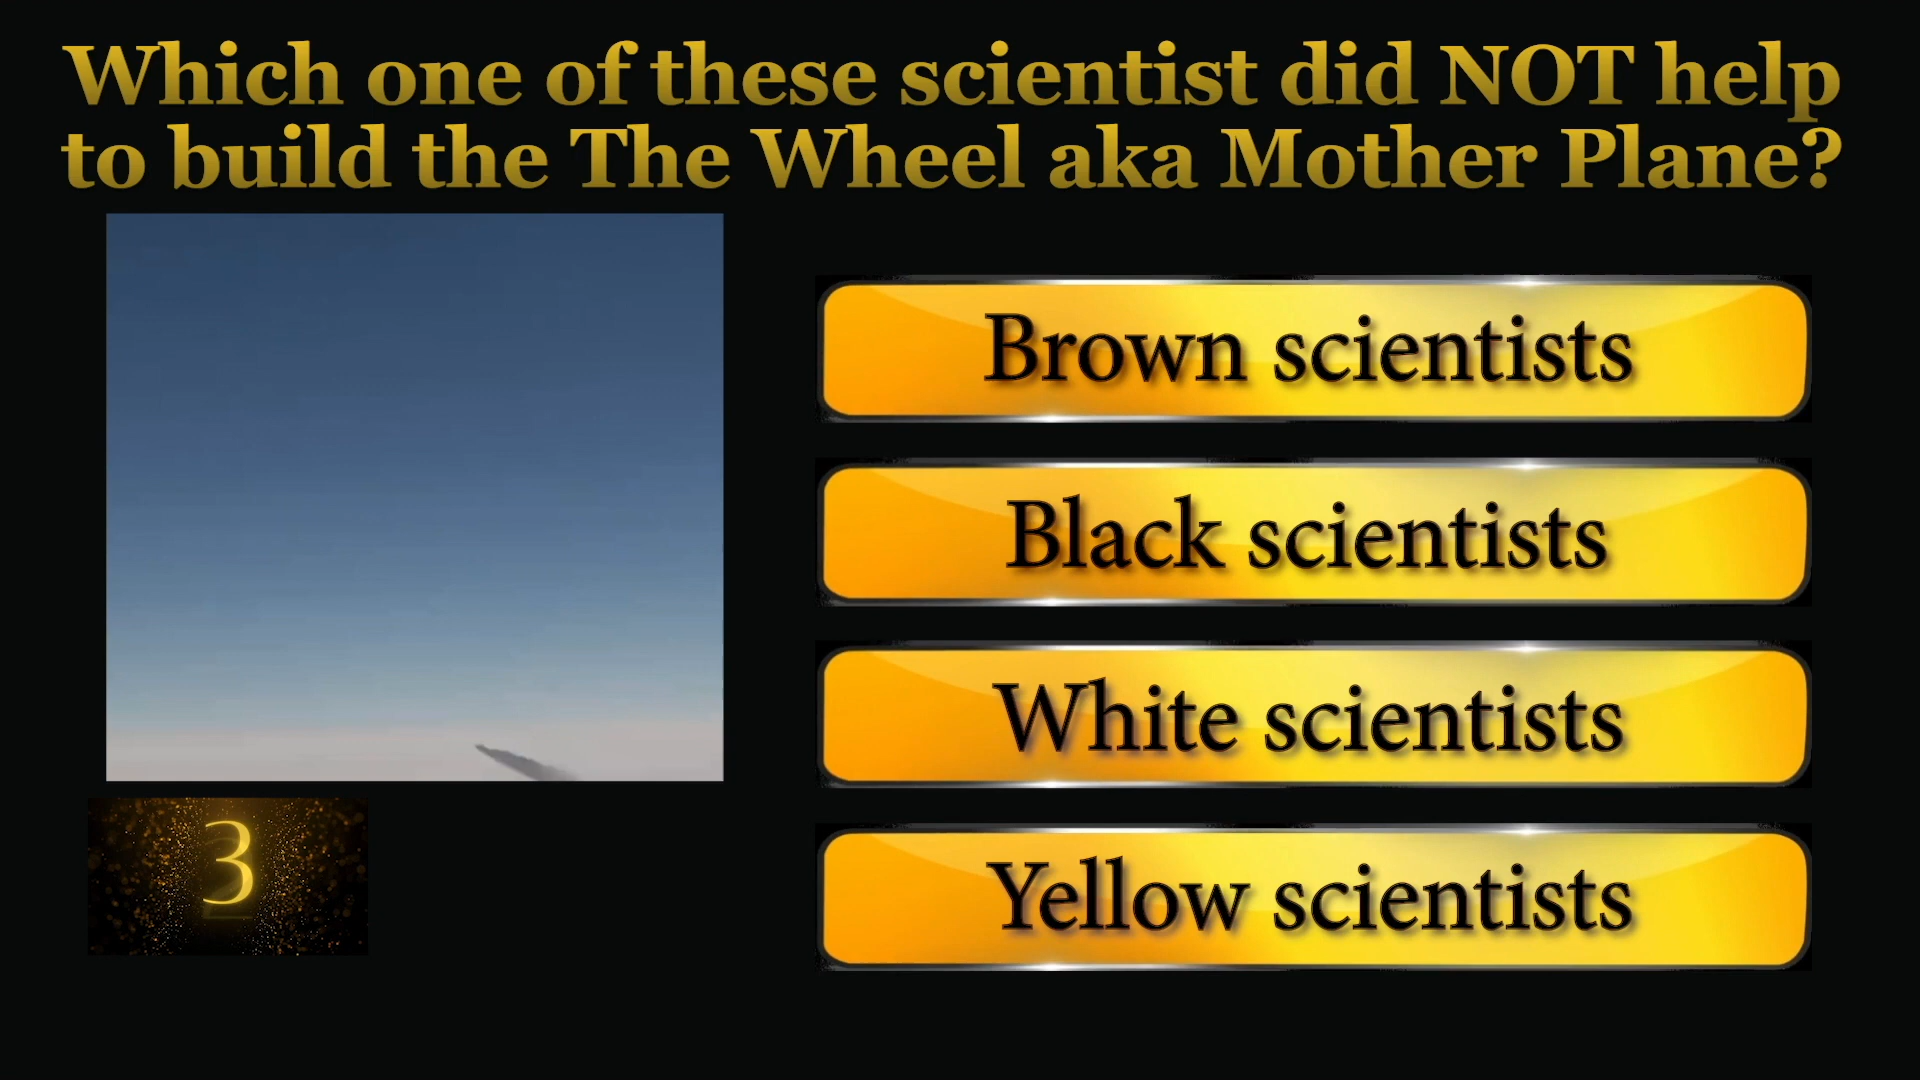 Which one of these scientist did NOT help
to build the The Wheel aka Mother Plane?
Brown scientists
Black scientists
White scientists
Yellow scientists
3